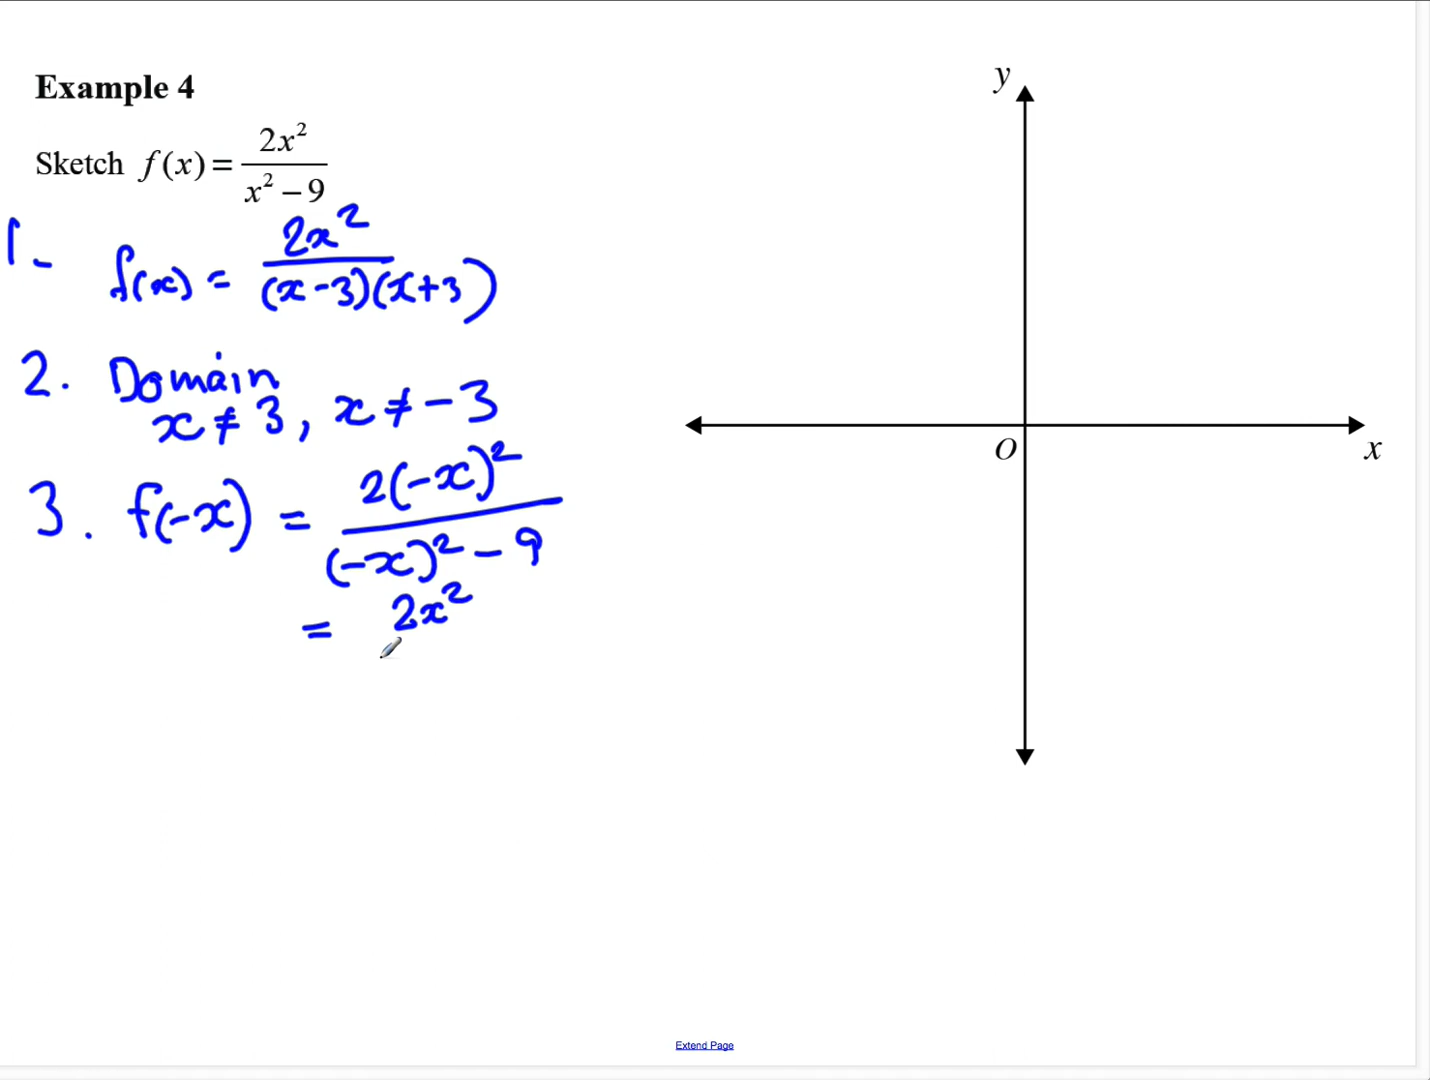 Example 4
Sketch f(x) = 2x² / (x² − 9)
1. f(x) = 2x² / (x−3)(x+3)
2. Domain
x ≠ 3, x ≠ −3
3. f(−x) = 2(−x)² / (−x)² − 9
= 2x²
y
O
x
Extend Page